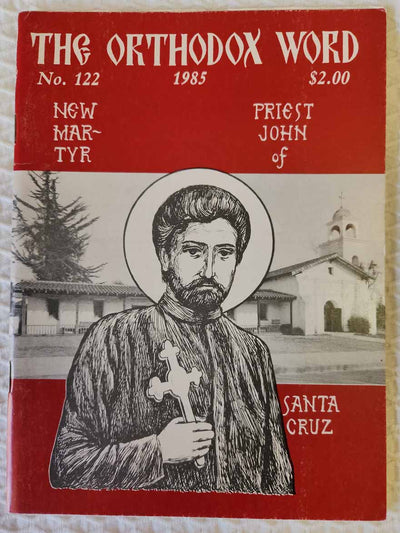 THE ORTHODOX WORD
No. 122 1985 $2.00
NEW
MAR-
TYR
PRIEST
JOHN
of
SANTA
CRUZ